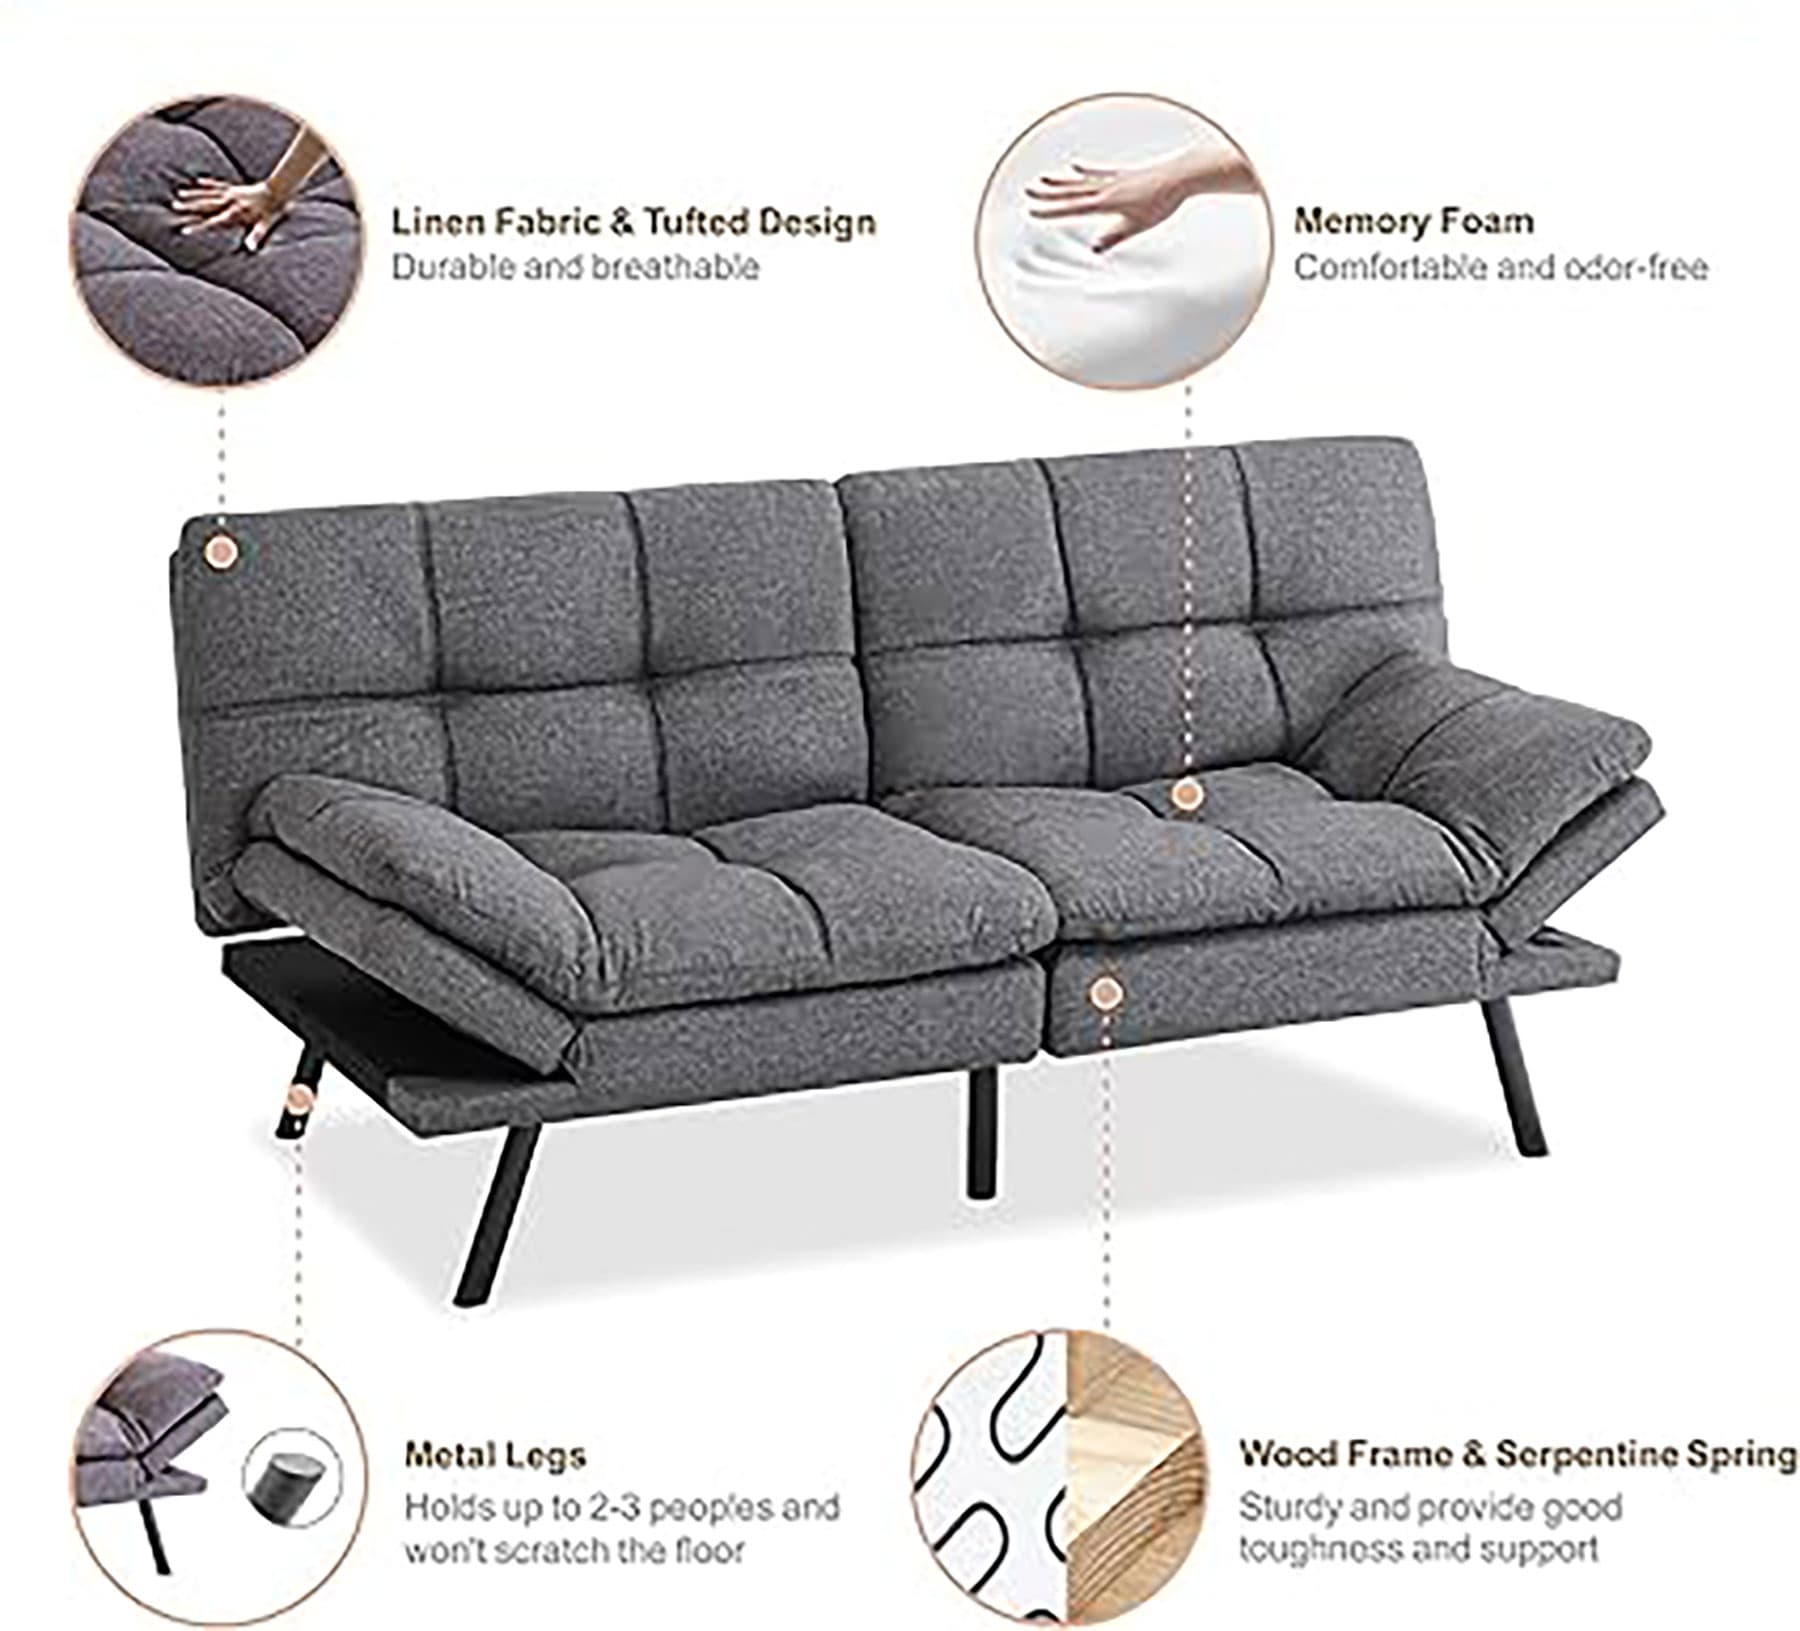 Linen Fabric & Tufted Design
Durable and breathable
Memory Foam
Comfortable and odor-free
Metal Legs
Holds up to 2-3 peoples and
won't scratch the floor
Wood Frame & Serpentine Spring
Sturdy and provide good
toughness and support